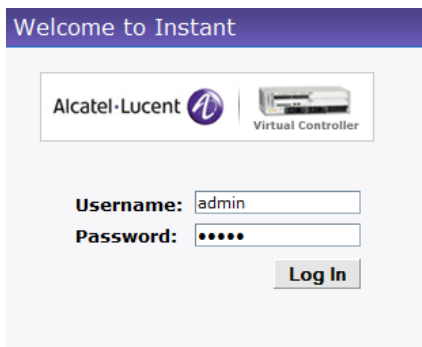 Welcome to Instant
Alcatel·Lucent
Virtual Controller
Username: admin
Password: •••••
Log In